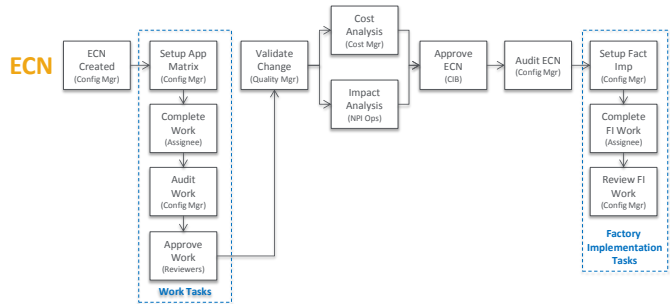 ECN
ECN
Created
(Config Mgr)
Setup App
Matrix
(Config Mgr)
Complete
Work
(Assignee)
Audit
Work
(Config Mgr)
Approve
Work
(Reviewers)
Work Tasks
Validate
Change
(Quality Mgr)
Cost
Analysis
(Cost Mgr)
Impact
Analysis
(NPI Ops)
Approve
ECN
(CIB)
Audit ECN
(Config Mgr)
Setup Fact
Imp
(Config Mgr)
Complete
FI Work
(Assignee)
Review FI
Work
(Config Mgr)
Factory
Implementation
Tasks